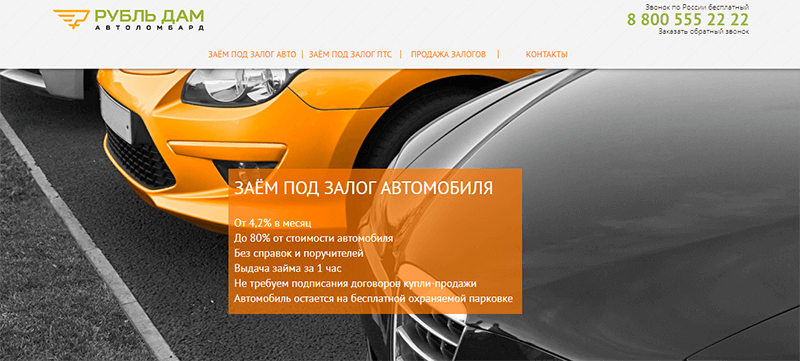 РУБЛЬ ДАМ
АВТОЛОМБАРД
Звонок по России бесплатный
8 800 555 22 22
Заказать обратный звонок
ЗАЁМ ПОД ЗАЛОГ АВТО | ЗАЁМ ПОД ЗАЛОГ ПТС | ПРОДАЖА ЗАЛОГОВ | КОНТАКТЫ
ЗАЁМ ПОД ЗАЛОГ АВТОМОБИЛЯ
От 4,2% в месяц
До 80% от стоимости автомобиля
Без справок и поручителей
Выдача займа за 1 час
Не требуем подписания договоров купли-продажи
Автомобиль остается на бесплатной охраняемой парковке